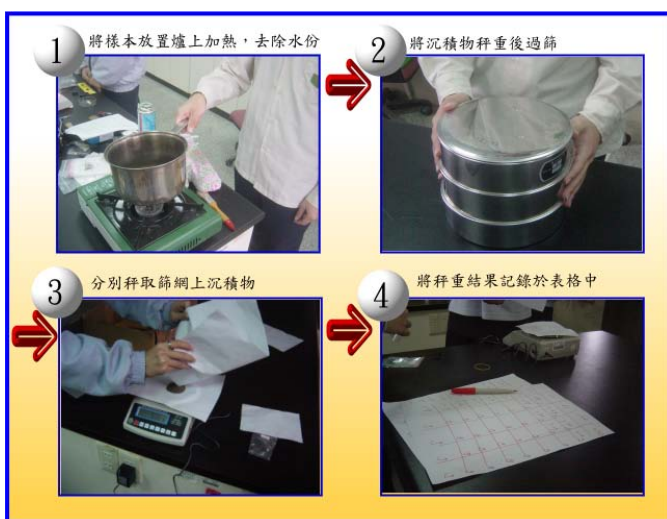 1
將樣本放置爐上加熱，去除水份
2
將沉積物秤重後過篩
3
分別秤取篩網上沉積物
4
將秤重結果記錄於表格中